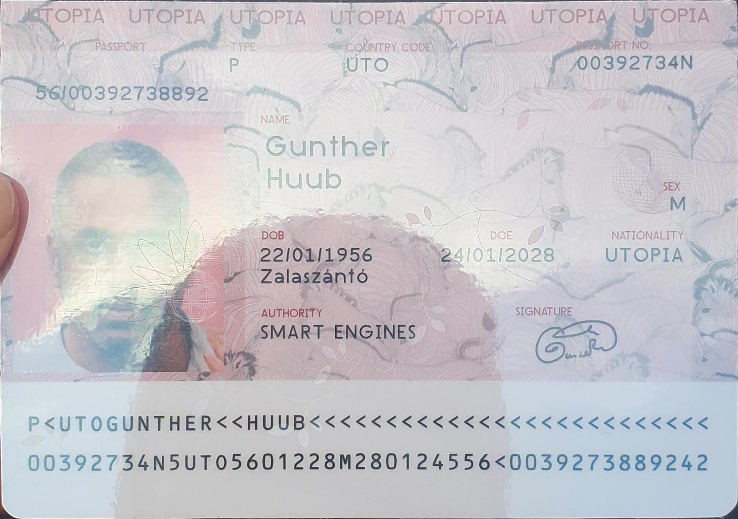 UTOPIA UTOPIA UTOPIA UTOPIA UTOPIA UTOPIA UTOPIA
PASSPORT TYPE COUNTRY CODE PASSPORT NO
P UTO 00392734N
56/00392738892
NAME
Gunther
Huub
SEX
M
DOB DOE NATIONALITY
22/01/1956 24/01/2028 UTOPIA
Zalaszántó
AUTHORITY SIGNATURE
SMART ENGINES
P<UTOGUNTHER<<HUUB<<<<<<<<<<<<<<<<<<<<<<<<<<
00392734N5UTO5601228M280124556<0039273889242